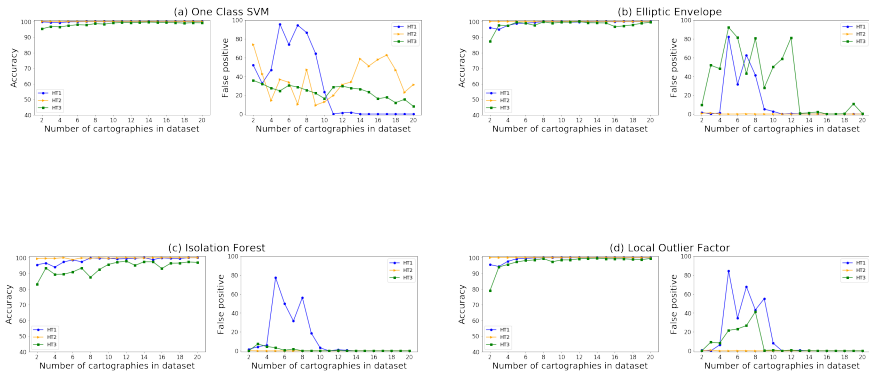 (a) One Class SVM
Accuracy
100
90
80
70
60
50
40
HT1
HT2
HT3
2 4 6 8 10 12 14 16 18 20
Number of cartographies in dataset
False positive
100
80
60
40
20
0
HT1
HT2
HT3
2 4 6 8 10 12 14 16 18 20
Number of cartographies in dataset
(b) Elliptic Envelope
Accuracy
100
90
80
70
60
50
40
HT1
HT2
HT3
2 4 6 8 10 12 14 16 18 20
Number of cartographies in dataset
False positive
100
80
60
40
20
0
HT1
HT2
HT3
2 4 6 8 10 12 14 16 18 20
Number of cartographies in dataset
(c) Isolation Forest
Accuracy
100
90
80
70
60
50
40
HT1
HT2
HT3
2 4 6 8 10 12 14 16 18 20
Number of cartographies in dataset
False positive
100
80
60
40
20
0
HT1
HT2
HT3
2 4 6 8 10 12 14 16 18 20
Number of cartographies in dataset
(d) Local Outlier Factor
Accuracy
100
90
80
70
60
50
40
HT1
HT2
HT3
2 4 6 8 10 12 14 16 18 20
Number of cartographies in dataset
False positive
100
80
60
40
20
0
HT1
HT2
HT3
2 4 6 8 10 12 14 16 18 20
Number of cartographies in dataset